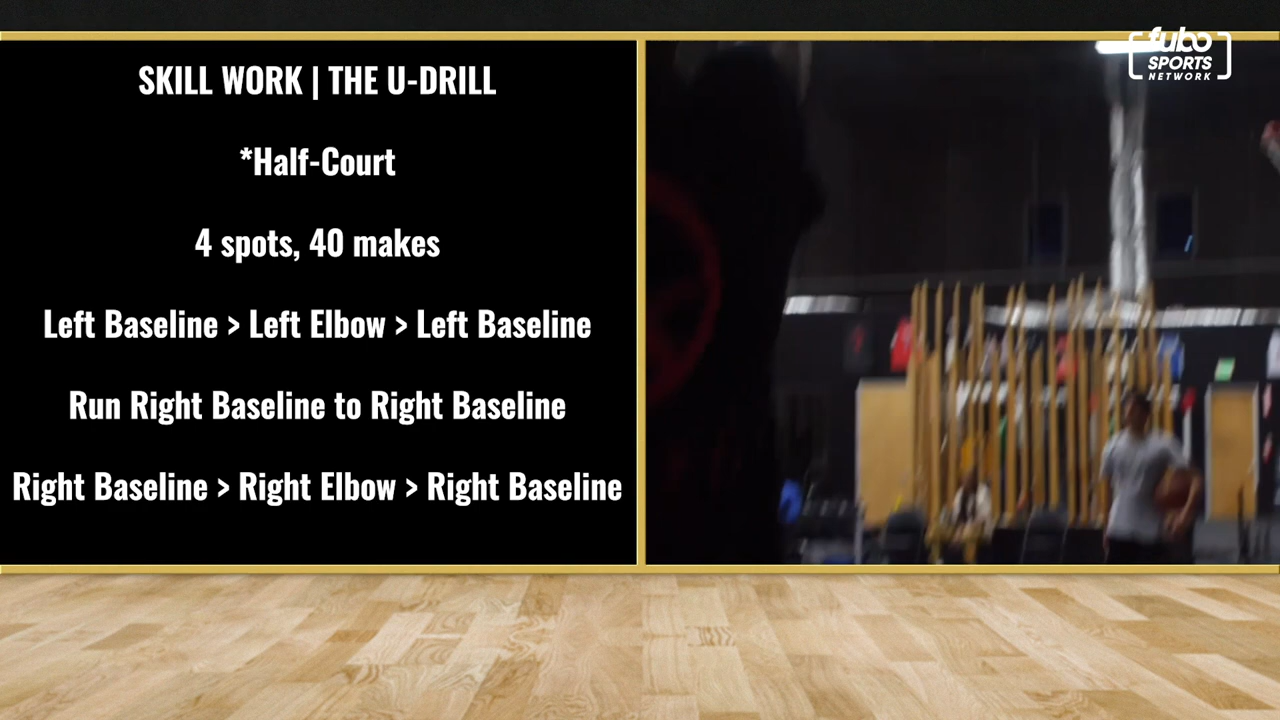 SKILL WORK | THE U-DRILL
*Half-Court
4 spots, 40 makes
Left Baseline > Left Elbow > Left Baseline
Run Right Baseline to Right Baseline
Right Baseline > Right Elbow > Right Baseline
fubo
SPORTS
NETWORK